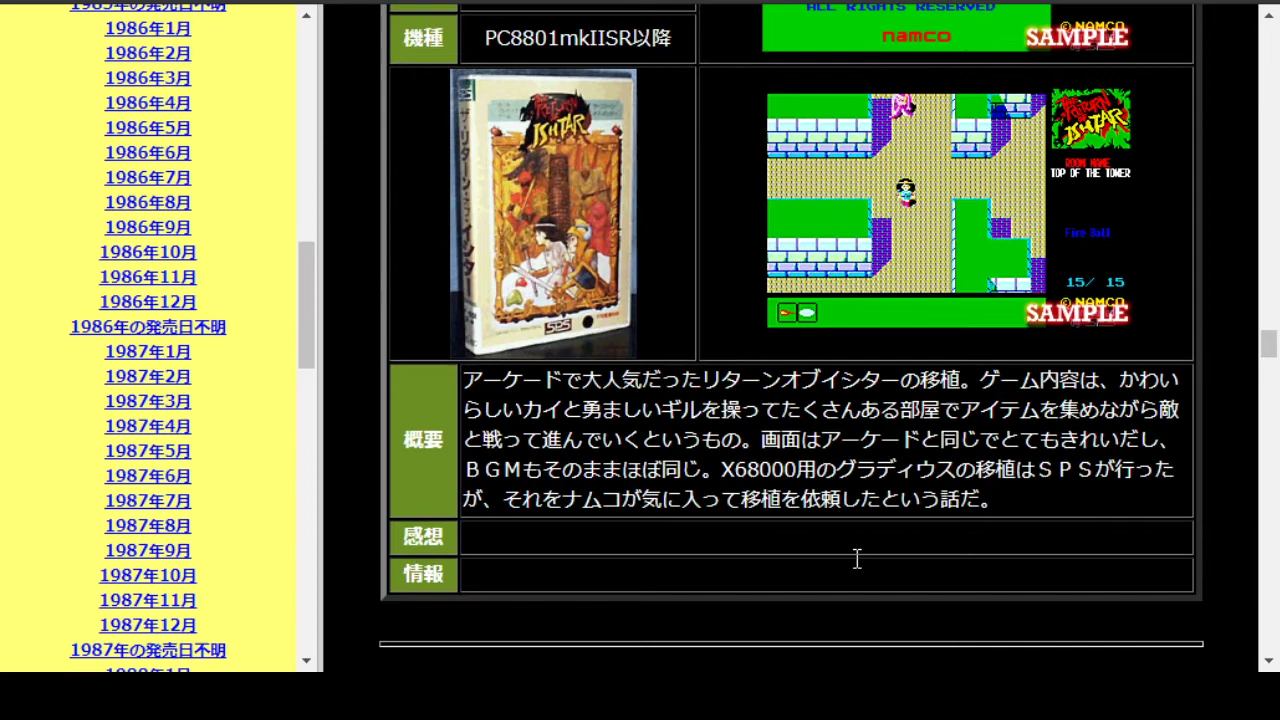 1985年の発売日不明
1986年1月
1986年2月
1986年3月
1986年4月
1986年5月
1986年6月
1986年7月
1986年8月
1986年9月
1986年10月
1986年11月
1986年12月
1986年の発売日不明
1987年1月
1987年2月
1987年3月
1987年4月
1987年5月
1987年6月
1987年7月
1987年8月
1987年9月
1987年10月
1987年11月
1987年12月
1987年の発売日不明
機種
PC8801mkIISR以降
ALL RIGHTS RESERVED
namco
© NAMCO
SAMPLE
THE RETURN OF ISHTAR
SPS
THE RETURN OF ISHTAR
ROOM NAME
TOP OF THE TOWER
Fire Ball
15/ 15
© NAMCO
SAMPLE
概要
アーケードで大人気だったリターンオブイシターの移植。ゲーム内容は、かわい
らしいカイと勇ましいギルを操ってたくさんある部屋でアイテムを集めながら敵
と戦って進んでいくというもの。画面はアーケードと同じでとてもきれいだし、
ＢＧＭもそのままほぼ同じ。X68000用のグラディウスの移植はＳＰＳが行った
が、それをナムコが気に入って移植を依頼したという話だ。
感想
情報